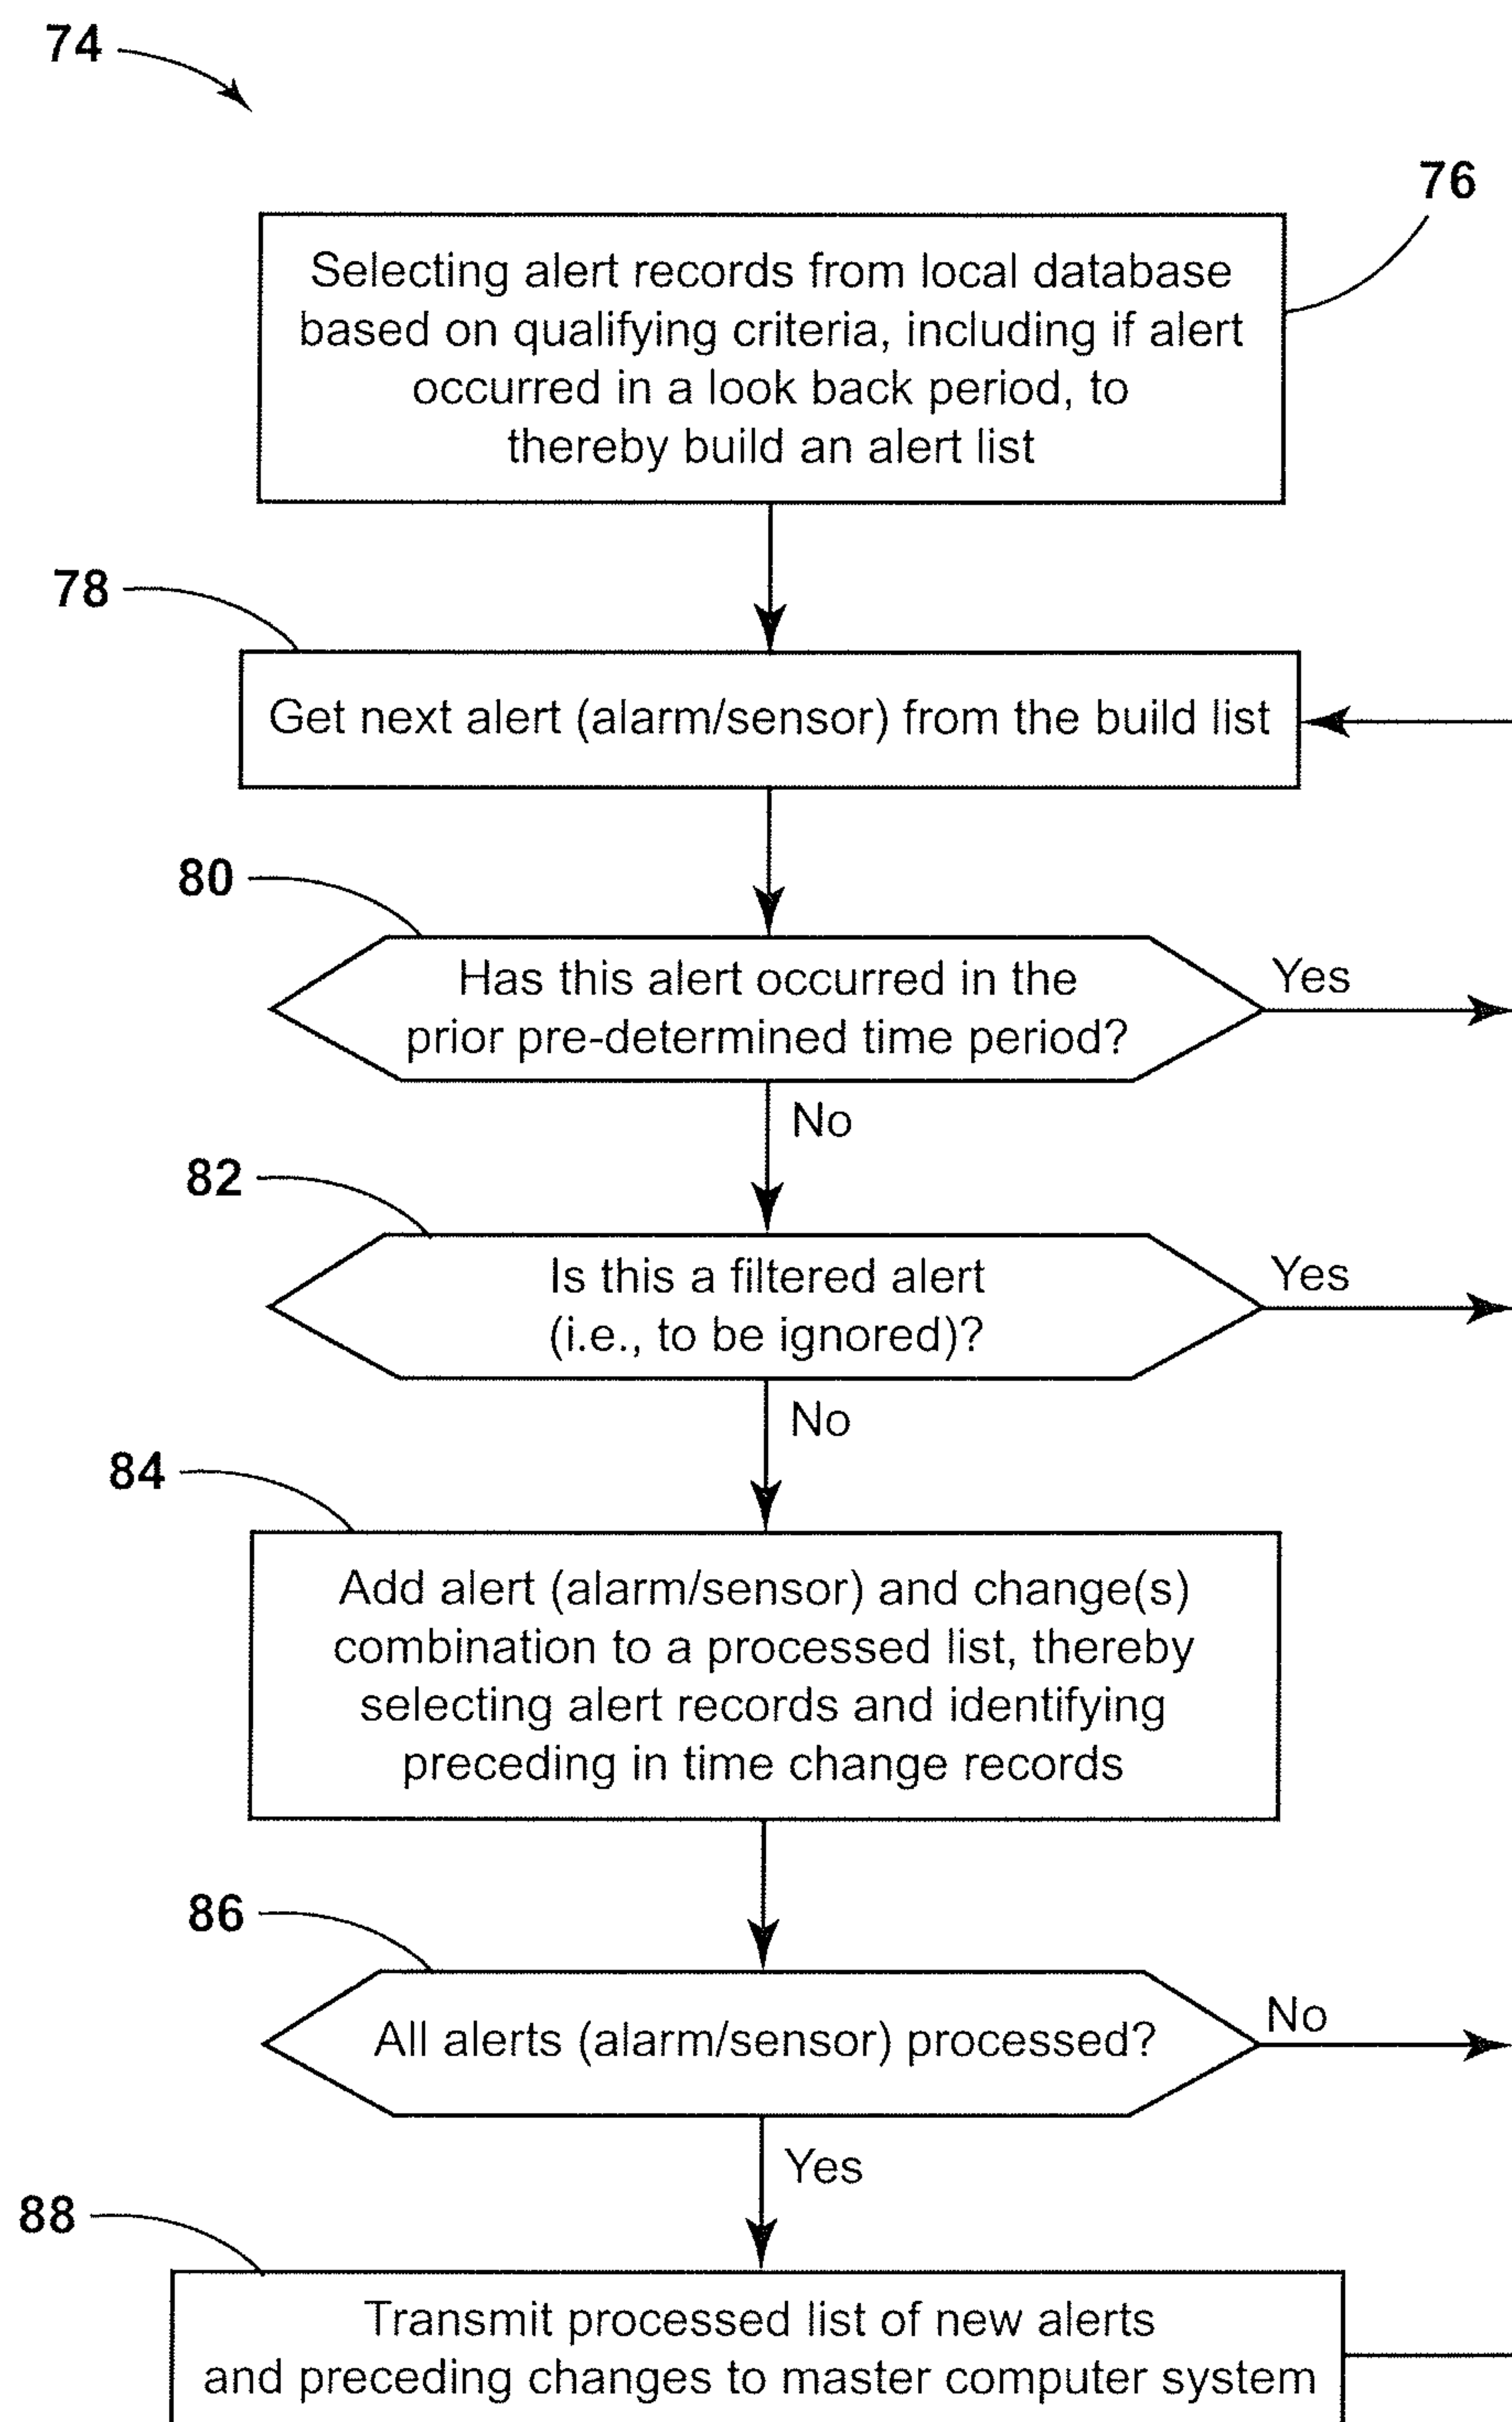 74
76
Selecting alert records from local database
based on qualifying criteria, including if alert
occurred in a look back period, to
thereby build an alert list
78
Get next alert (alarm/sensor) from the build list
80
Has this alert occurred in the
prior pre-determined time period?
Yes
No
82
Is this a filtered alert
(i.e., to be ignored)?
Yes
No
84
Add alert (alarm/sensor) and change(s)
combination to a processed list, thereby
selecting alert records and identifying
preceding in time change records
86
All alerts (alarm/sensor) processed?
No
Yes
88
Transmit processed list of new alerts
and preceding changes to master computer system